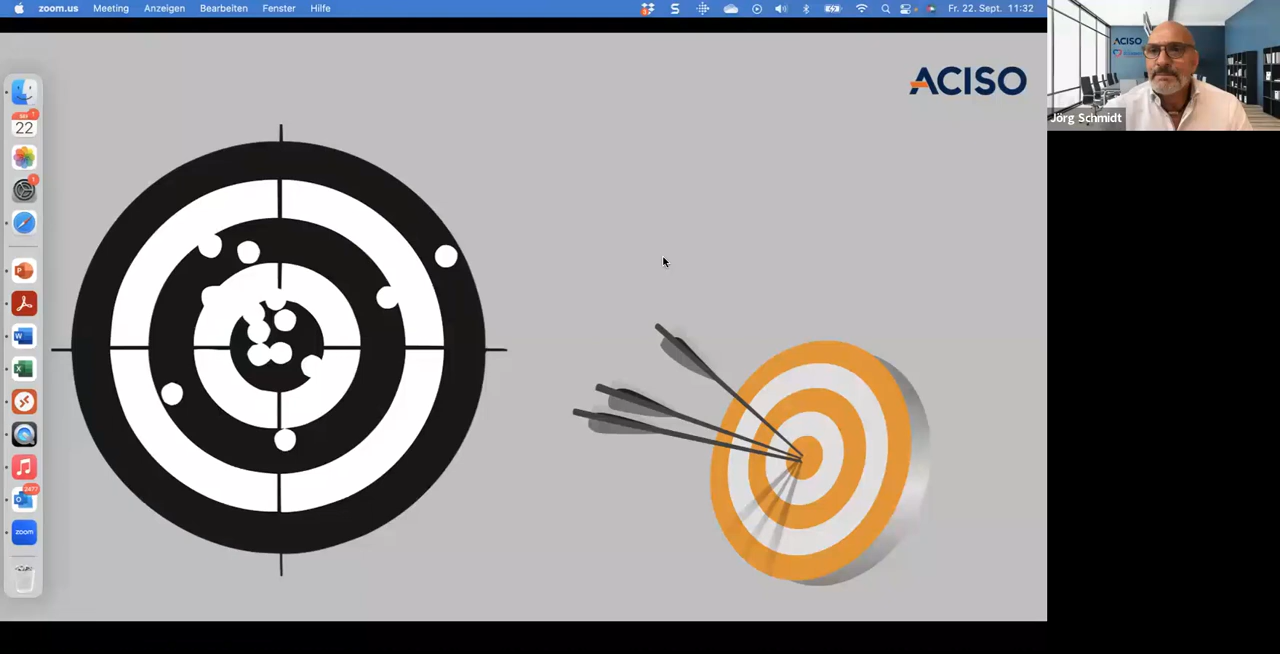 zoom.us Meeting Anzeigen Bearbeiten Fenster Hilfe Fr. 22. Sept. 11:32
ACISO
ACISO
Jörg Schmidt
22
zoom